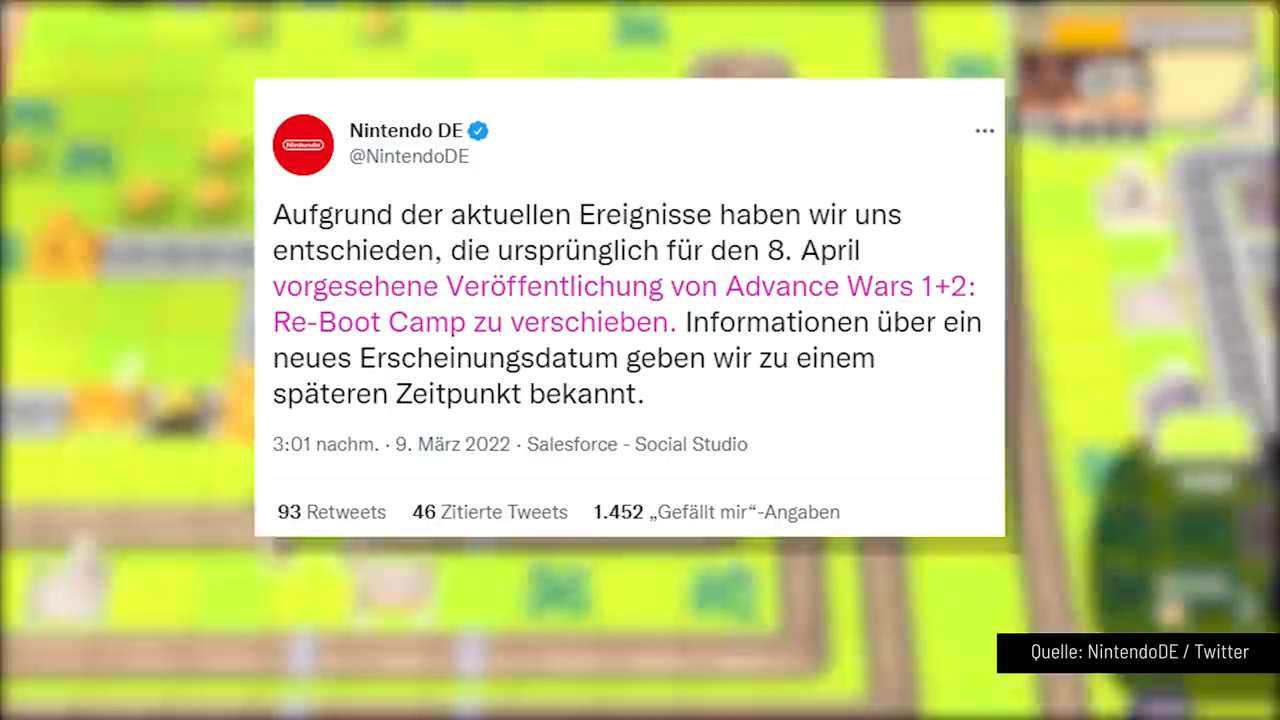 Nintendo
Nintendo DE
@NintendoDE
Aufgrund der aktuellen Ereignisse haben wir uns
entschieden, die ursprünglich für den 8. April
vorgesehene Veröffentlichung von Advance Wars 1+2:
Re-Boot Camp zu verschieben. Informationen über ein
neues Erscheinungsdatum geben wir zu einem
späteren Zeitpunkt bekannt.
3:01 nachm. · 9. März 2022 · Salesforce - Social Studio
93 Retweets 46 Zitierte Tweets 1.452 „Gefällt mir“-Angaben
Quelle: NintendoDE / Twitter